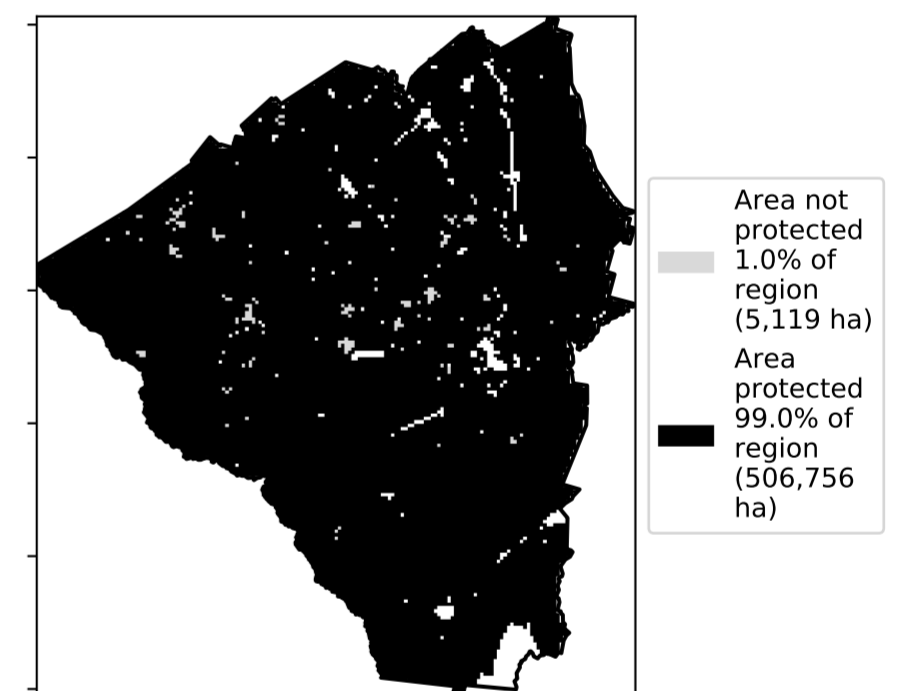 Area not
protected
1.0% of
region
(5,119 ha)
Area
protected
99.0% of
region
(506,756
ha)